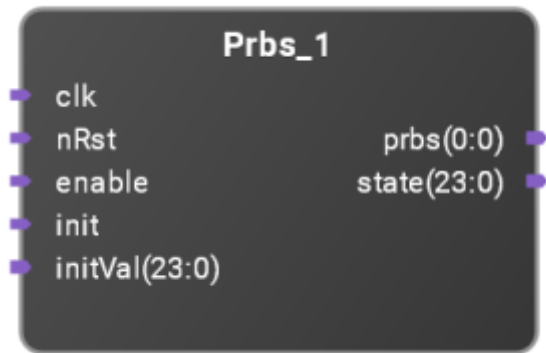 Prbs_1
clk
nRst
prbs(0:0)
enable
state(23:0)
init
initVal(23:0)